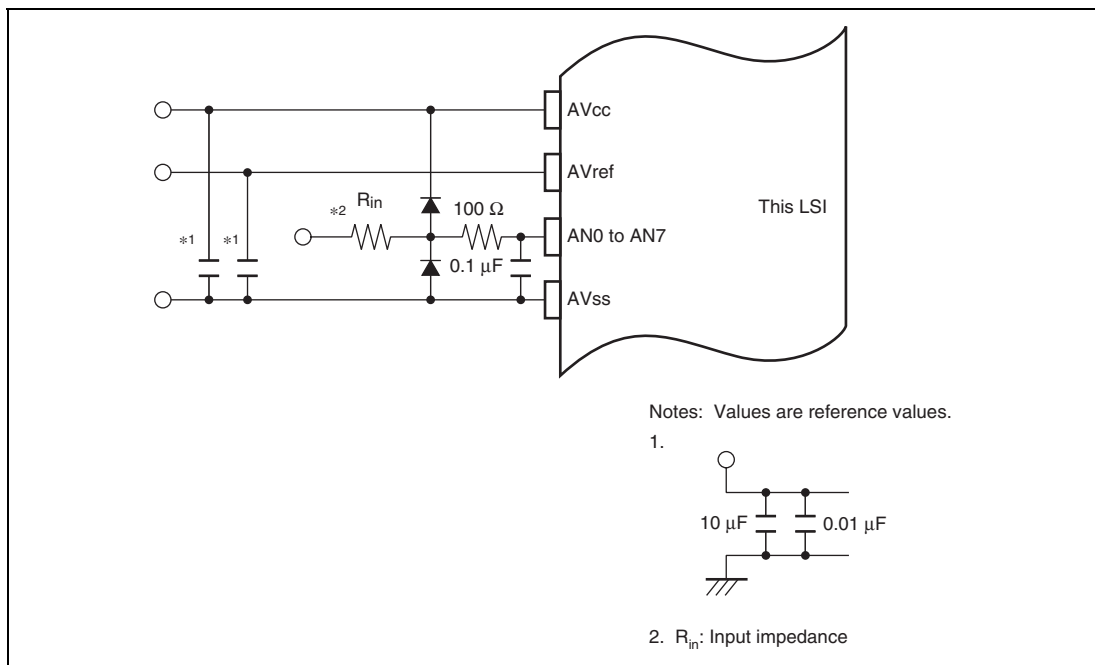 AVcc
AVref
*2 Rin 100 Ω
This LSI
*1 *1
AN0 to AN7
0.1 μF
AVss
Notes: Values are reference values.
1.
10 μF 0.01 μF
2. Rin: Input impedance